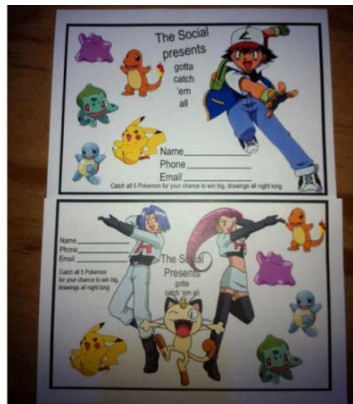 The Social
presents
gotta
catch
'em
all
Name
Phone
Email
Catch all 5 Pokemon for your chance to win big, drawings all night long
Name
Phone
Email
Catch all 5 Pokemon
for your chance to win big,
drawings all night long
The Social
Presents
gotta
catch 'em all